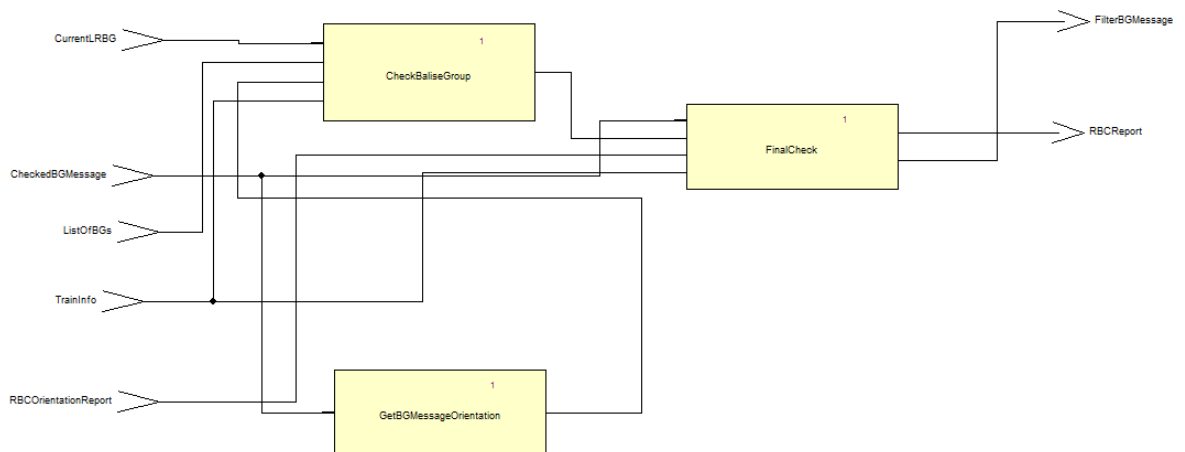 FilterBGMessage
CurrentLRBG
1
CheckBaliseGroup
1
RBCReport
FinalCheck
CheckedBGMessage
ListOfBGs
TrainInfo
1
RBCOrientationReport
GetBGMessageOrientation